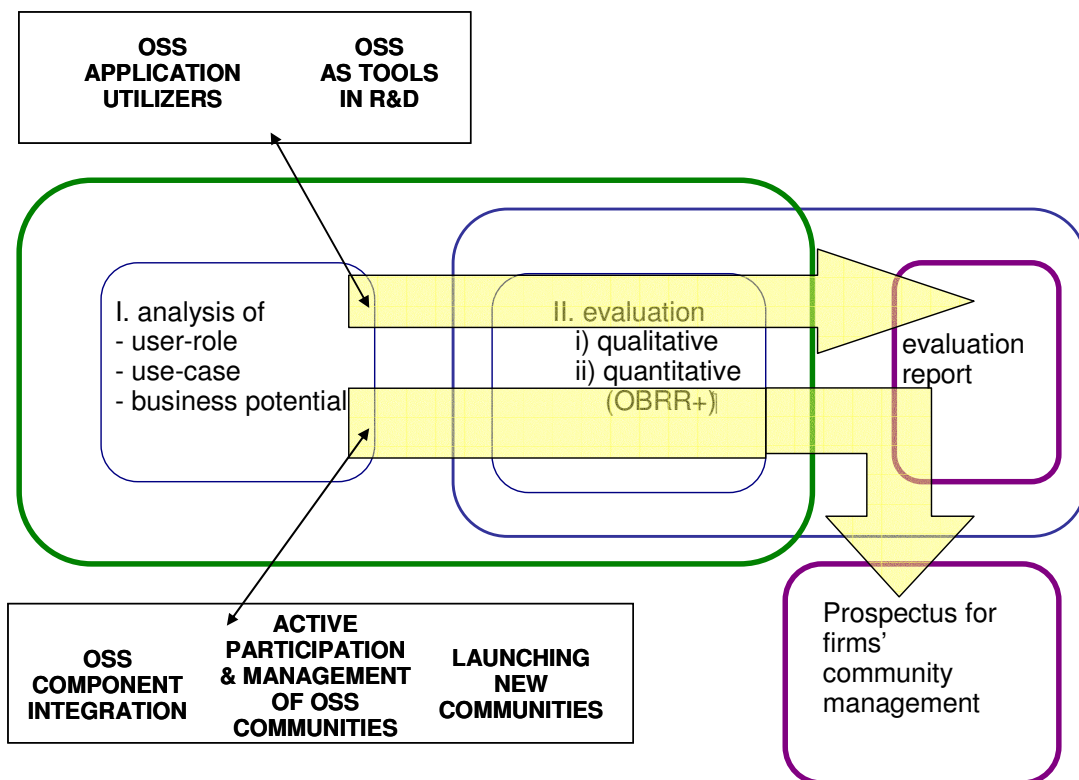 OSS
APPLICATION
UTILIZERS
OSS
AS TOOLS
IN R&D
I. analysis of
- user-role
- use-case
- business potential
II. evaluation
i) qualitative
ii) quantitative
(OBRR+)
evaluation
report
OSS
COMPONENT
INTEGRATION
ACTIVE
PARTICIPATION
& MANAGEMENT
OF OSS
COMMUNITIES
LAUNCHING
NEW
COMMUNITIES
Prospectus for
firms’
community
management